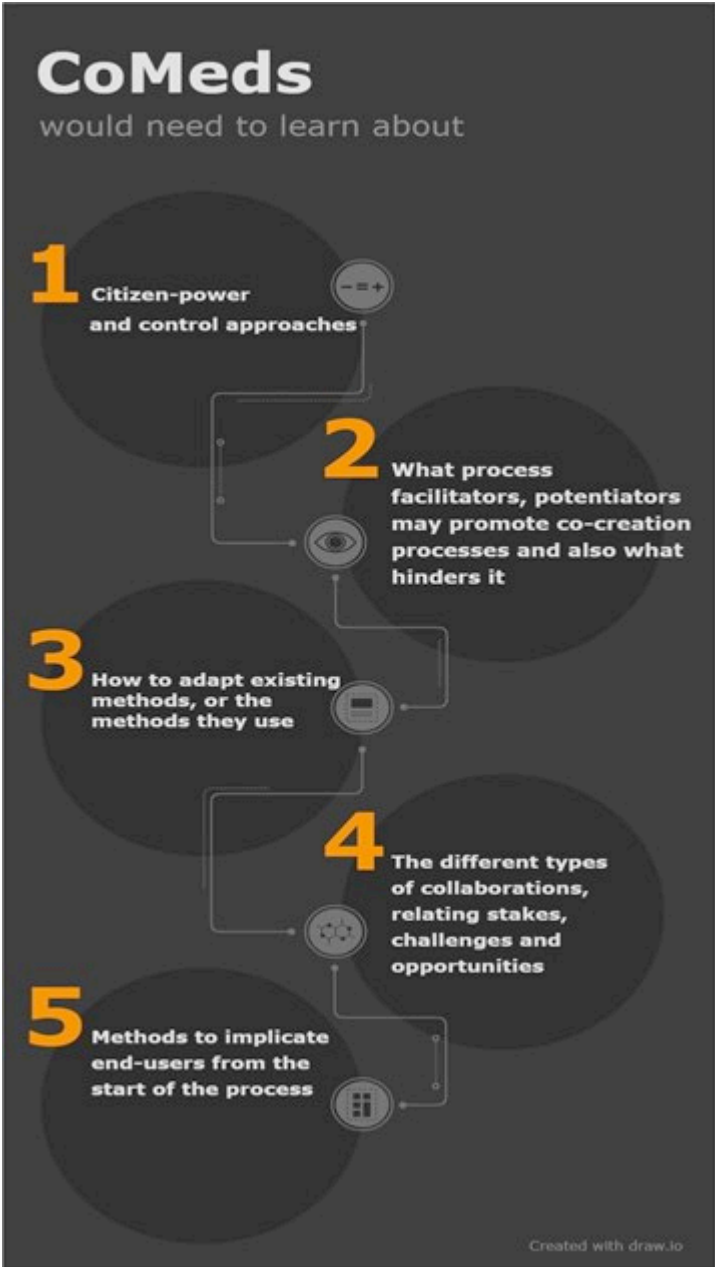 CoMeds
would need to learn about
1
Citizen-power
and control approaches
− = +
2
What process
facilitators, potentiators
may promote co-creation
processes and also what
hinders it
3
How to adapt existing
methods, or the
methods they use
4
The different types
of collaborations,
relating stakes,
challenges and
opportunities
5
Methods to implicate
end-users from the
start of the process
Created with draw.io